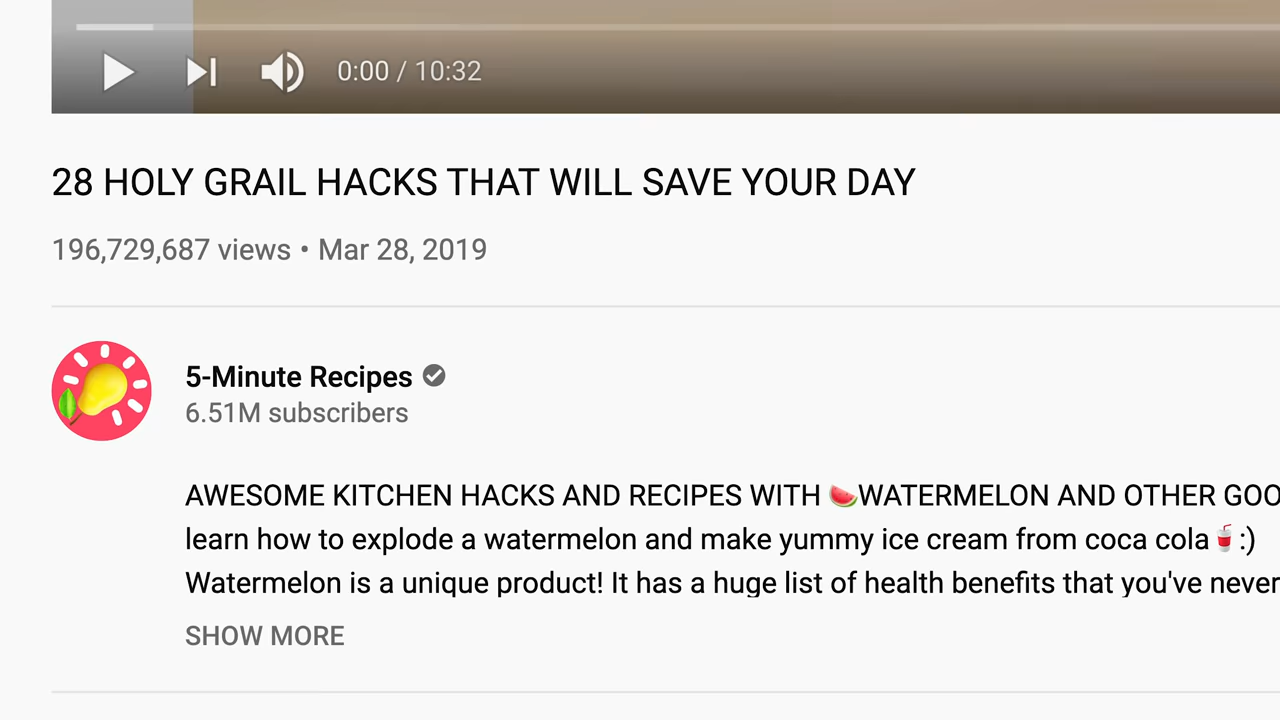 0:00 / 10:32
28 HOLY GRAIL HACKS THAT WILL SAVE YOUR DAY
196,729,687 views • Mar 28, 2019
5-Minute Recipes
6.51M subscribers
AWESOME KITCHEN HACKS AND RECIPES WITH 🍉WATERMELON AND OTHER GOO
learn how to explode a watermelon and make yummy ice cream from coca cola🥤:)
Watermelon is a unique product! It has a huge list of health benefits that you've never
SHOW MORE